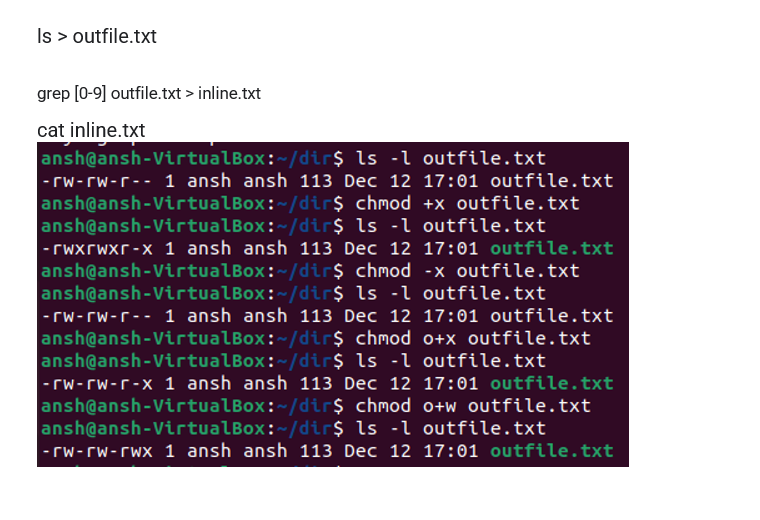 ls > outfile.txt
grep [0-9] outfile.txt > inline.txt
cat inline.txt
ansh@ansh-VirtualBox:~/dir$ ls -l outfile.txt
-rw-rw-r-- 1 ansh ansh 113 Dec 12 17:01 outfile.txt
ansh@ansh-VirtualBox:~/dir$ chmod +x outfile.txt
ansh@ansh-VirtualBox:~/dir$ ls -l outfile.txt
-rwxrwxr-x 1 ansh ansh 113 Dec 12 17:01 outfile.txt
ansh@ansh-VirtualBox:~/dir$ chmod -x outfile.txt
ansh@ansh-VirtualBox:~/dir$ ls -l outfile.txt
-rw-rw-r-- 1 ansh ansh 113 Dec 12 17:01 outfile.txt
ansh@ansh-VirtualBox:~/dir$ chmod o+x outfile.txt
ansh@ansh-VirtualBox:~/dir$ ls -l outfile.txt
-rw-rw-r-x 1 ansh ansh 113 Dec 12 17:01 outfile.txt
ansh@ansh-VirtualBox:~/dir$ chmod o+w outfile.txt
ansh@ansh-VirtualBox:~/dir$ ls -l outfile.txt
-rw-rw-rwx 1 ansh ansh 113 Dec 12 17:01 outfile.txt